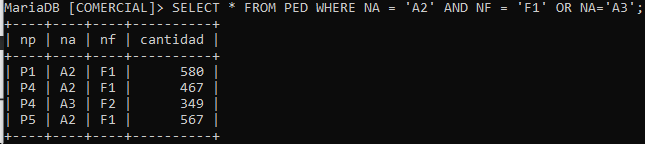 MariaDB [COMERCIAL]> SELECT * FROM PED WHERE NA = 'A2' AND NF = 'F1' OR NA='A3';
+----+----+----+----------+
| np | na | nf | cantidad |
+----+----+----+----------+
| P1 | A2 | F1 |      580 |
| P4 | A2 | F1 |      467 |
| P4 | A3 | F2 |      349 |
| P5 | A2 | F1 |      567 |
+----+----+----+----------+